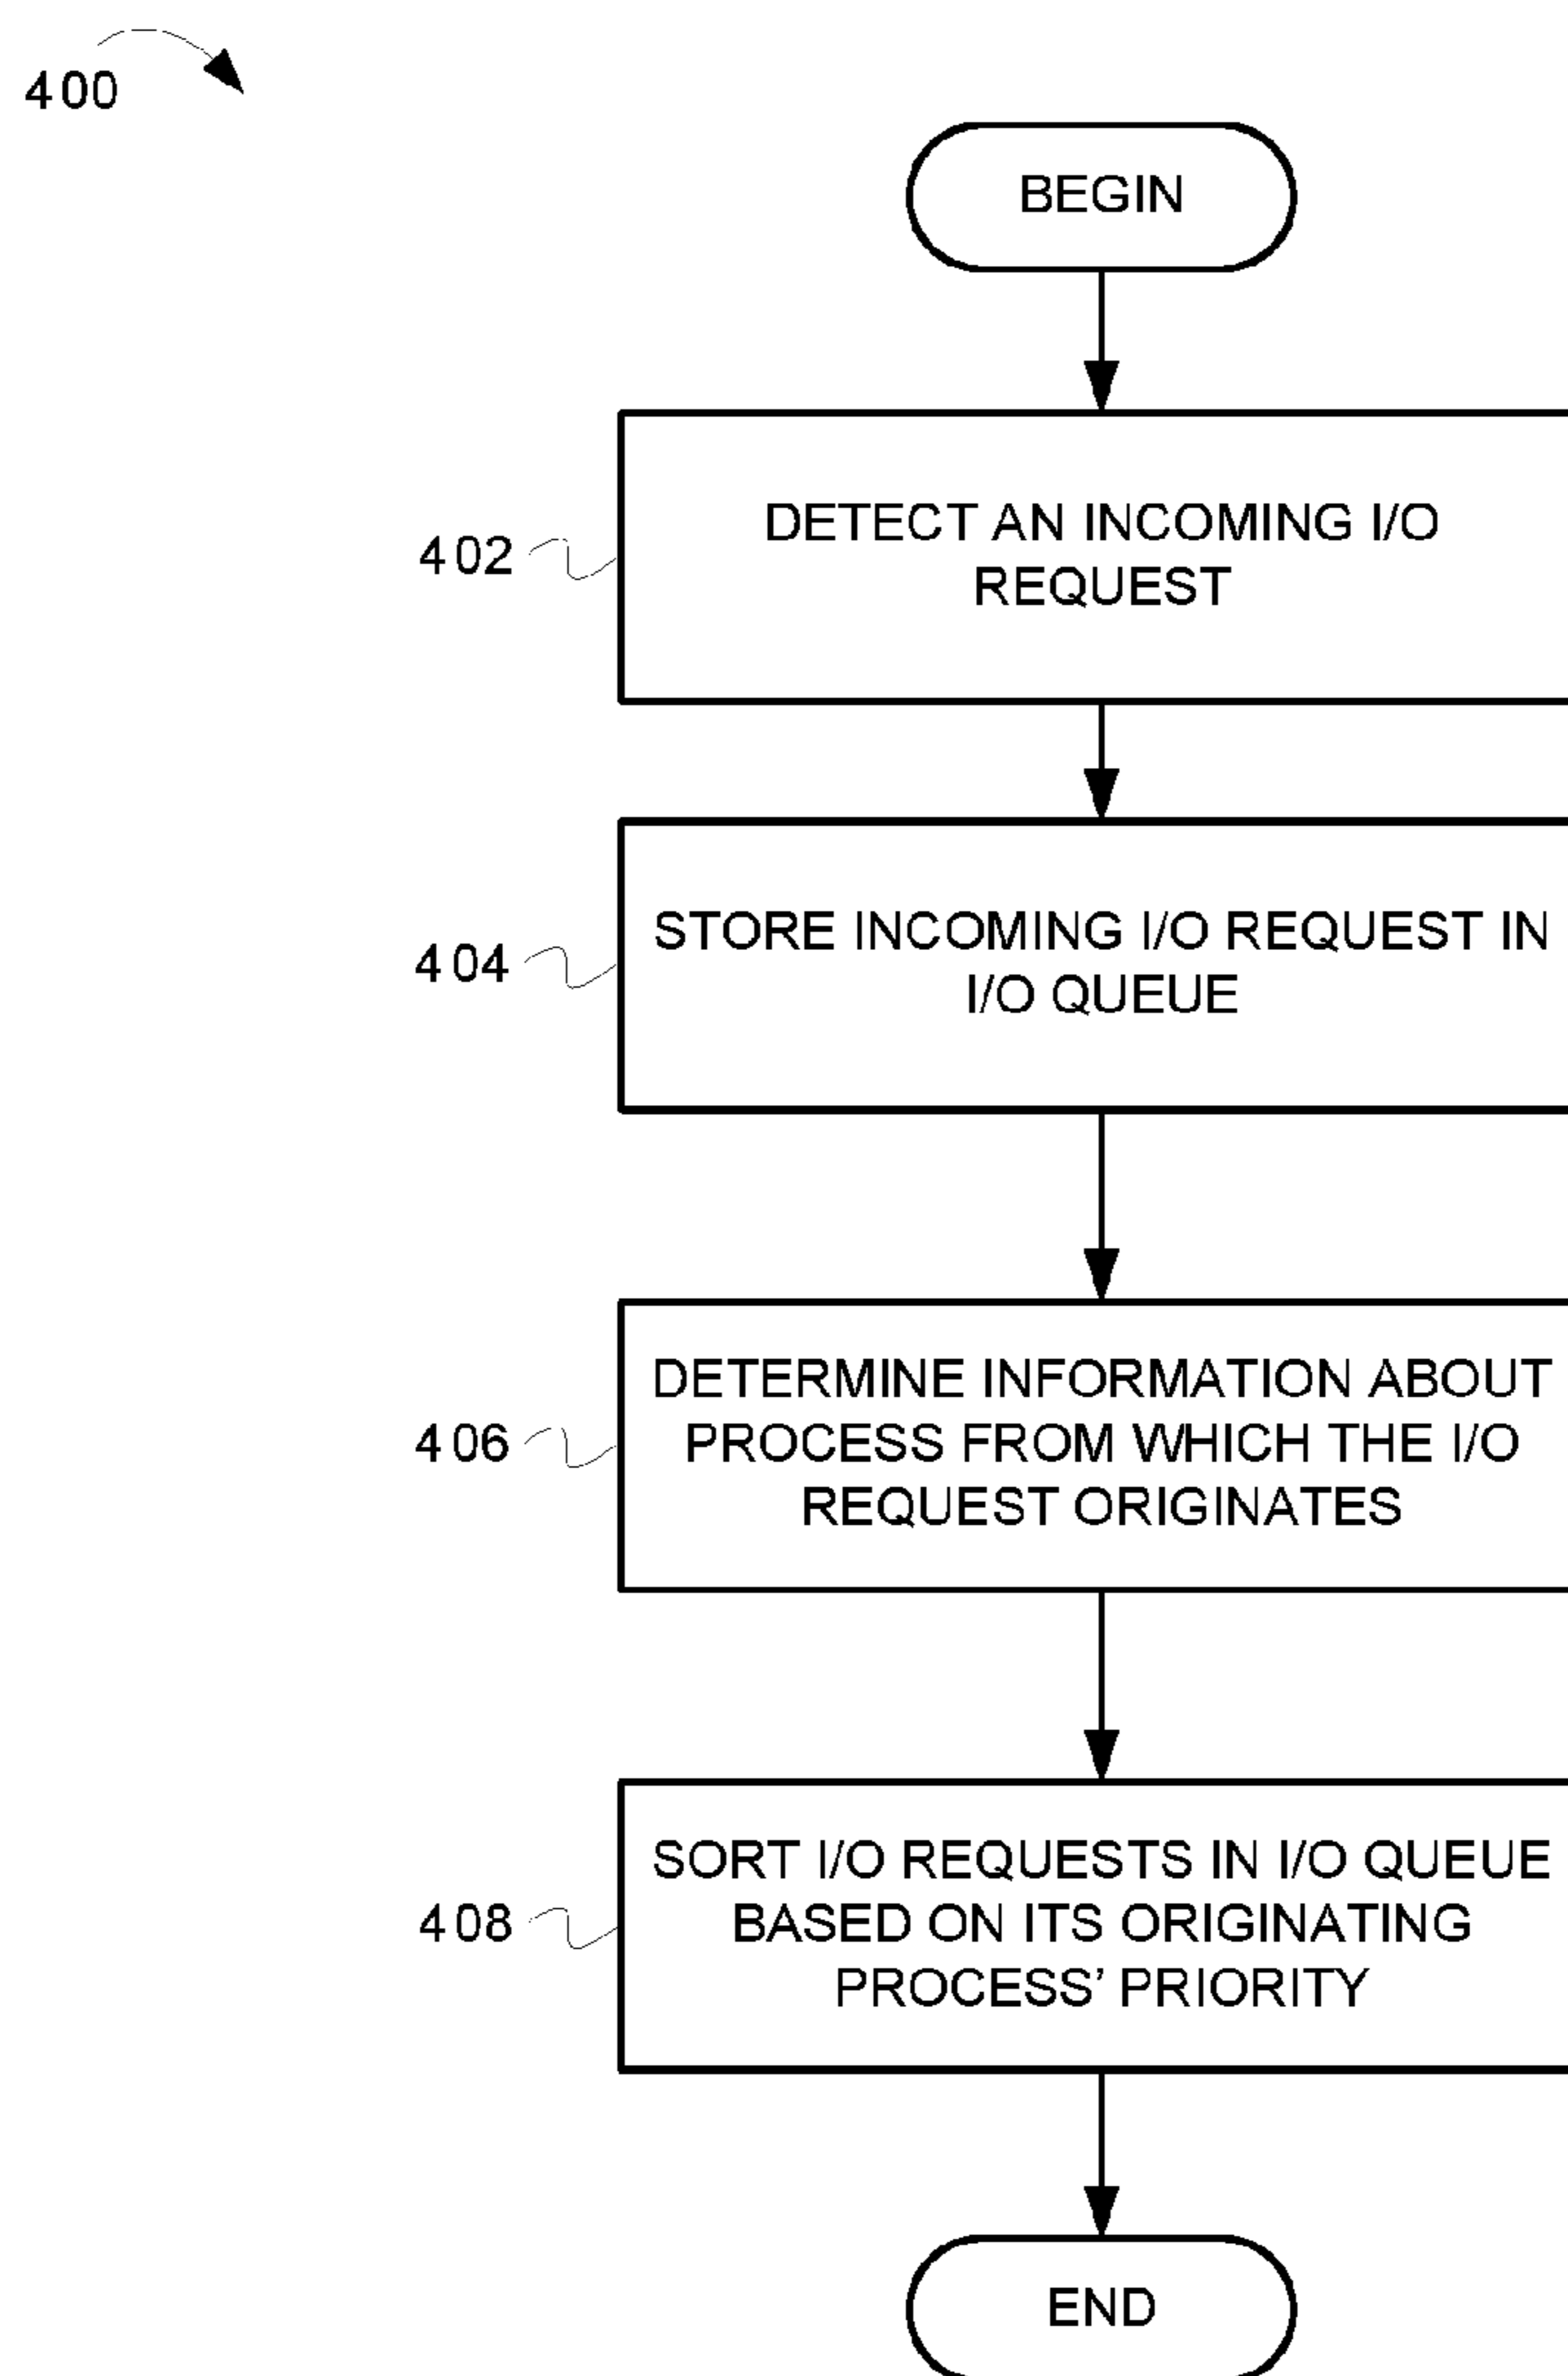 400
BEGIN
402
DETECT AN INCOMING I/O
REQUEST
404
STORE INCOMING I/O REQUEST IN
I/O QUEUE
406
DETERMINE INFORMATION ABOUT
PROCESS FROM WHICH THE I/O
REQUEST ORIGINATES
408
SORT I/O REQUESTS IN I/O QUEUE
BASED ON ITS ORIGINATING
PROCESS’ PRIORITY
END